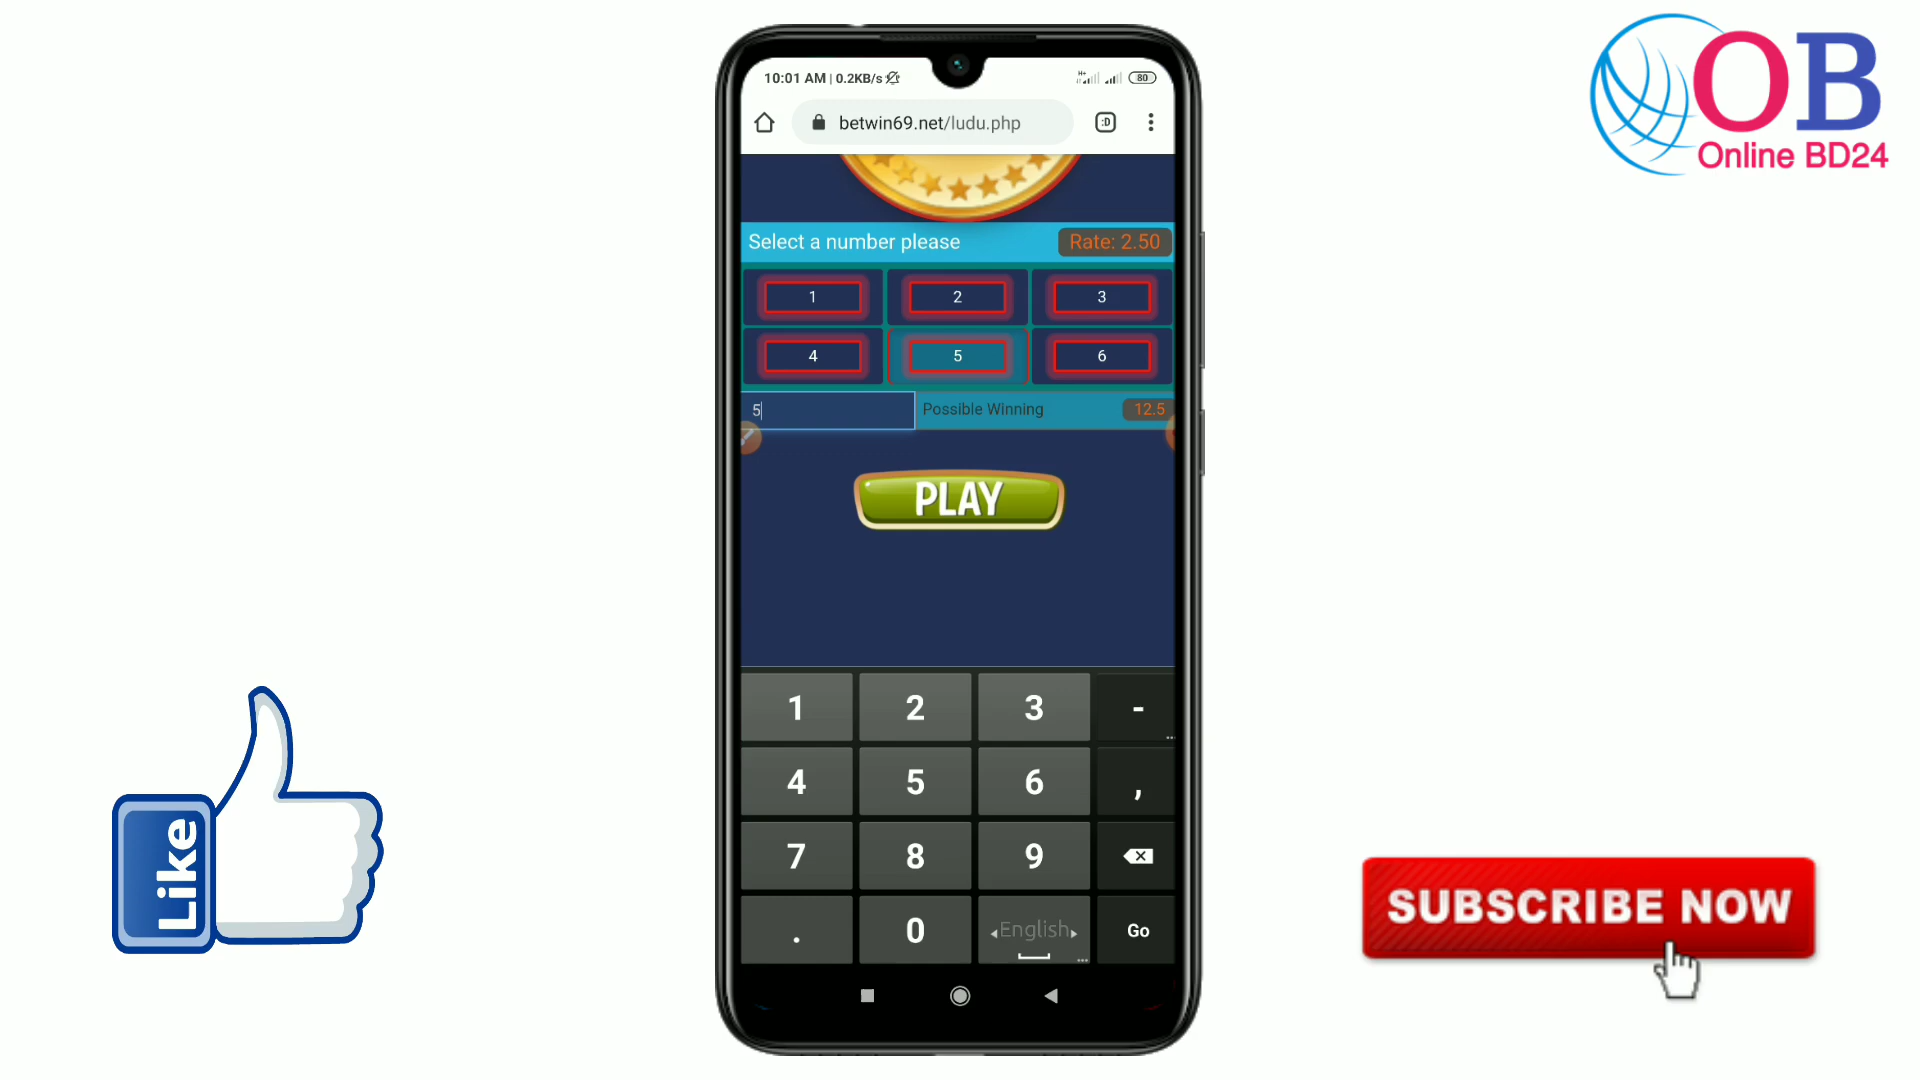 10:01 AM | 0.2KB/s
80
betwin69.net/ludu.php
:D
OB
Online BD24
Select a number please
Rate: 2.50
1 2 3
4 5 6
5
Possible Winning
12.5
PLAY
1 2 3 -
4 5 6 ,
7 8 9
. 0 English Go
Like
SUBSCRIBE NOW